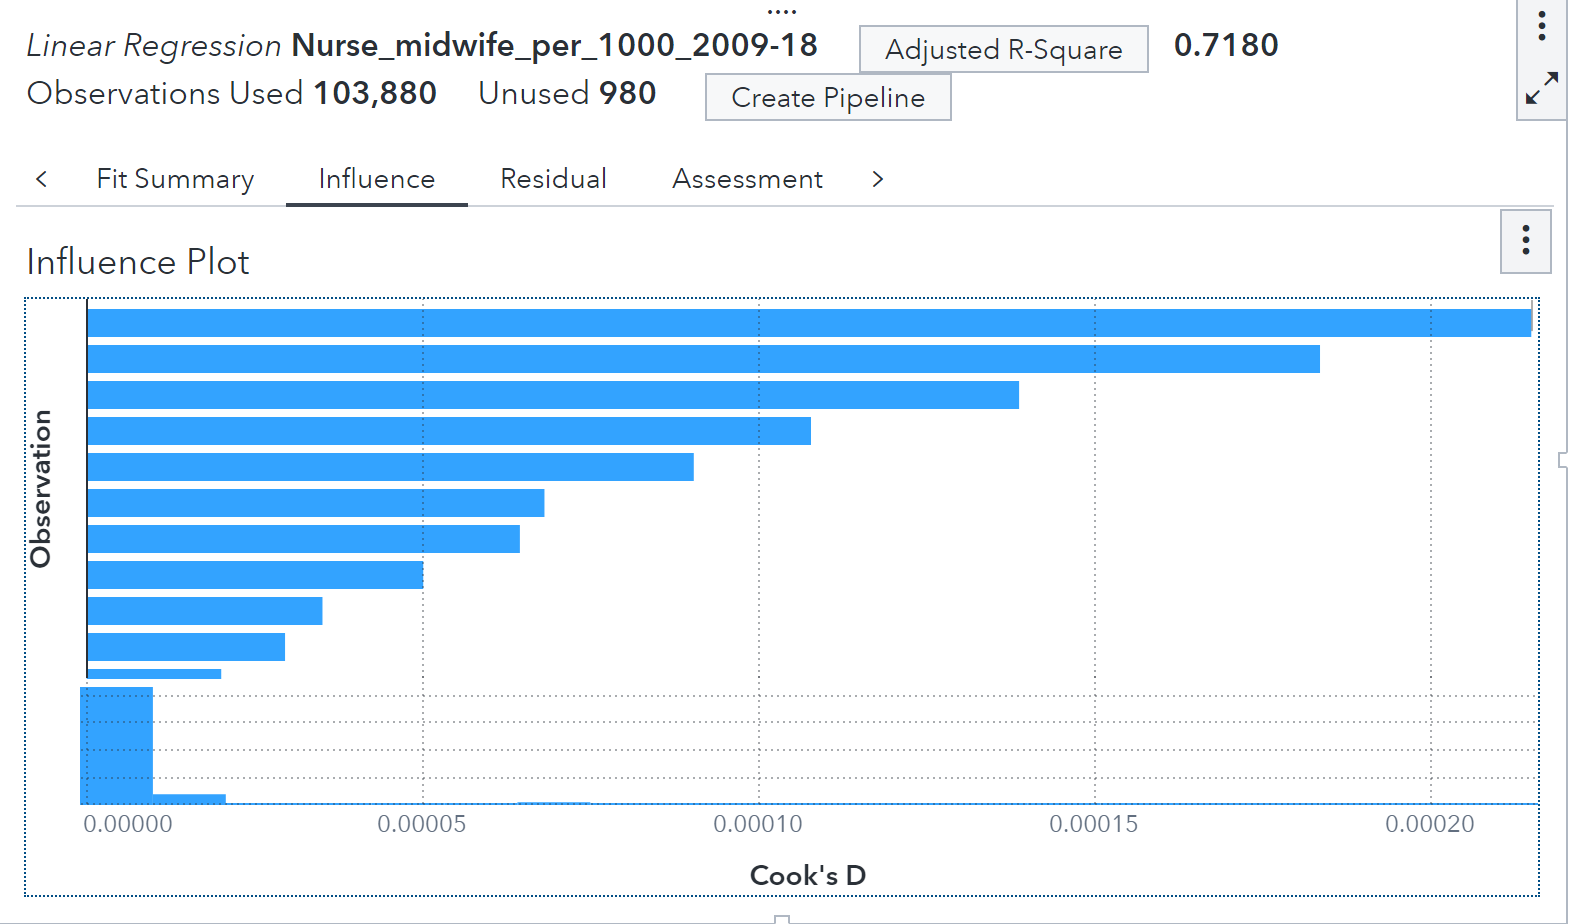 Linear Regression Nurse_midwife_per_1000_2009-18 Adjusted R-Square 0.7180
Observations Used 103,880 Unused 980 Create Pipeline
Fit Summary Influence Residual Assessment
Influence Plot
Observation
0.00000 0.00005 0.00010 0.00015 0.00020
Cook's D